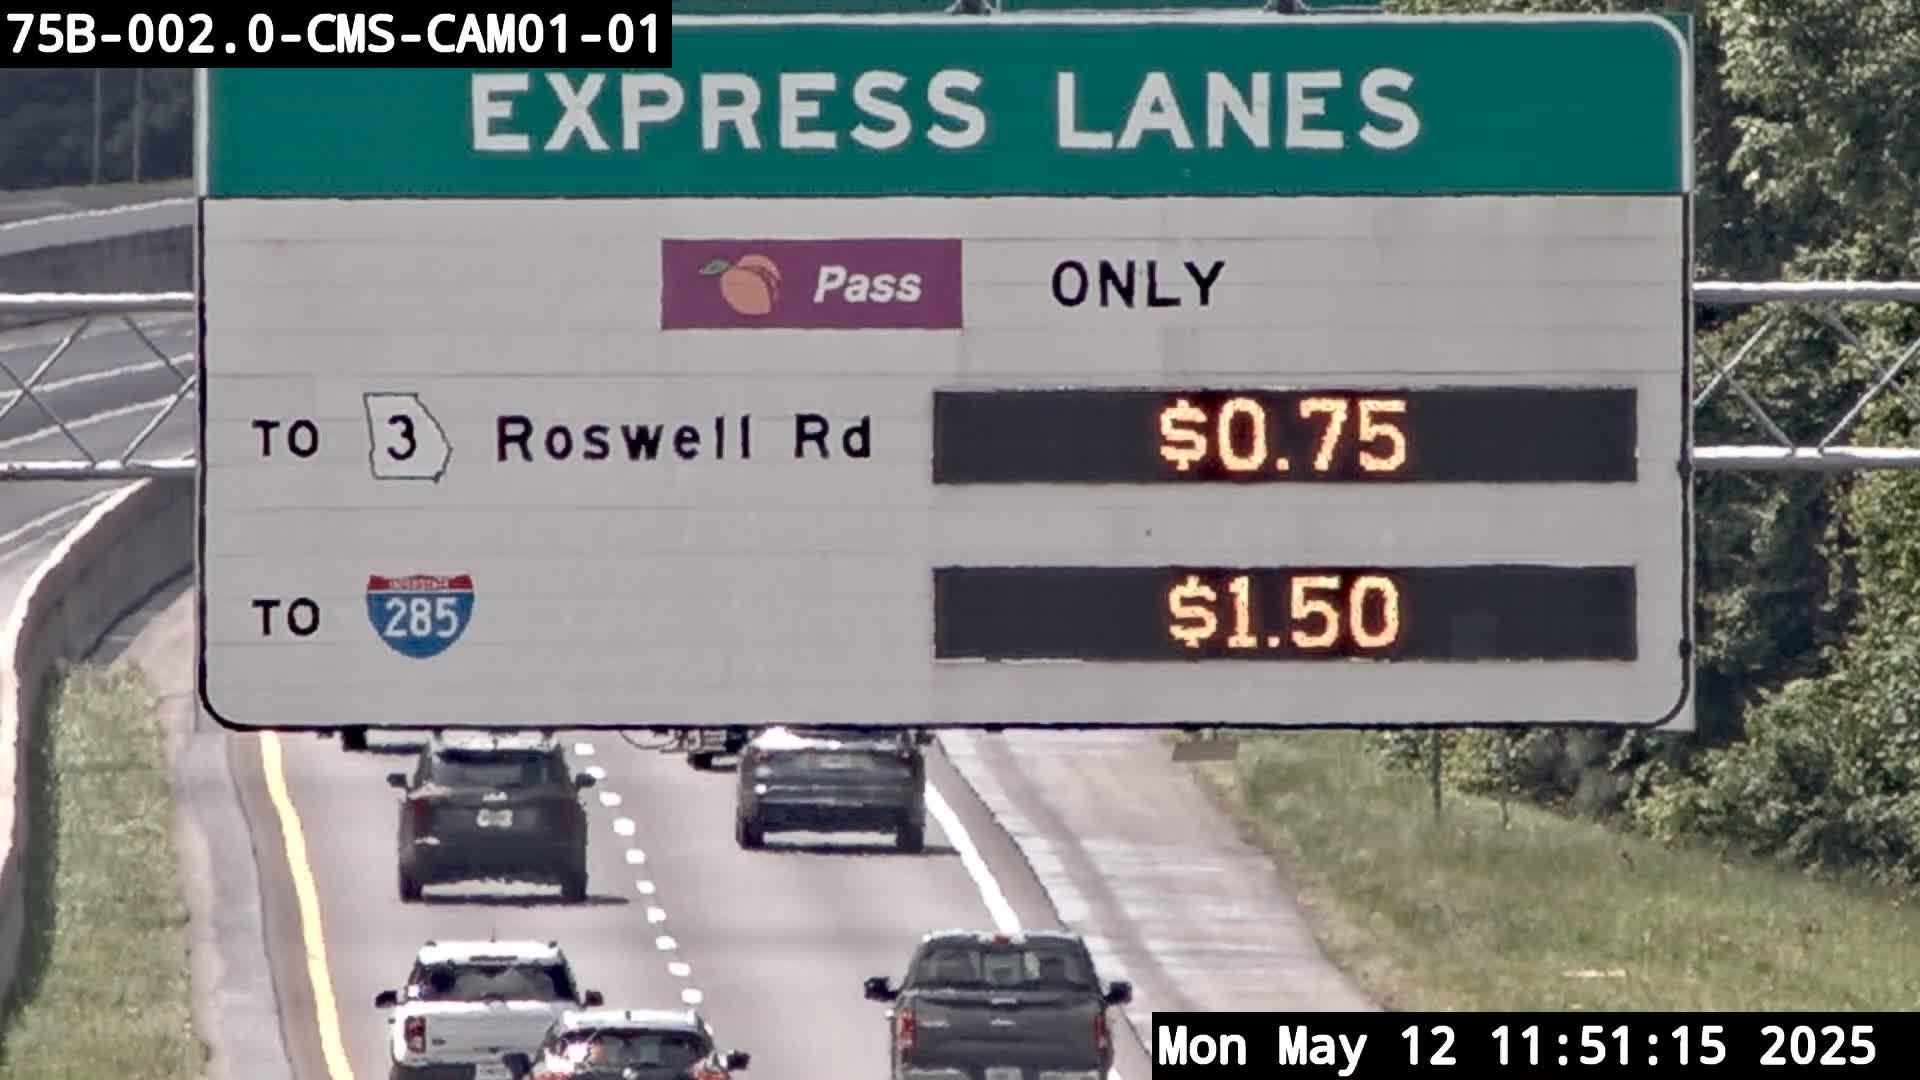 75B-002.0-CMS-CAM01-01
EXPRESS LANES
Pass ONLY
TO 3 Roswell Rd $0.75
INTERSTATE
TO 285 $1.50
Mon May 12 11:51:15 2025